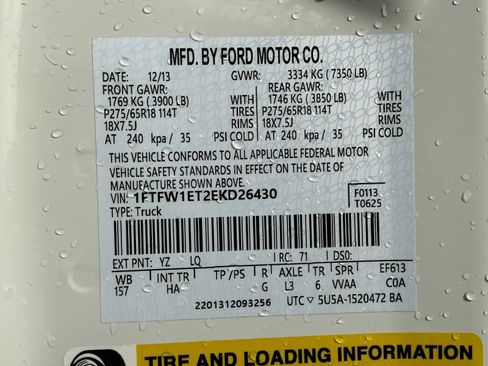 MFD. BY FORD MOTOR CO.
DATE: 12/13 GVWR: 3334 KG ( 7350 LB)
FRONT GAWR: REAR GAWR:
1769 KG ( 3900 LB) WITH 1746 KG ( 3850 LB) WITH
P275/65R18 114T TIRES P275/65R18 114T TIRES
18X7.5J RIMS 18X7.5J RIMS
AT 240 kpa / 35 PSI COLD AT 240 kpa / 35 PSI COLD
THIS VEHICLE CONFORMS TO ALL APPLICABLE FEDERAL MOTOR
VEHICLE SAFETY STANDARDS IN EFFECT ON THE DATE OF
MANUFACTURE SHOWN ABOVE.
VIN: 1FTFW1ET2EKD26430 F0113
TYPE: Truck T0625
EXT PNT: YZ LQ RC: 71 DS0:
WB INT TR TP/PS R AXLE TR SPR EF613
157 HA G L3 6 VVAA C0A
2201312093256 UTC ▽ 5U5A-1520472 BA
TIRE AND LOADING INFORMATION